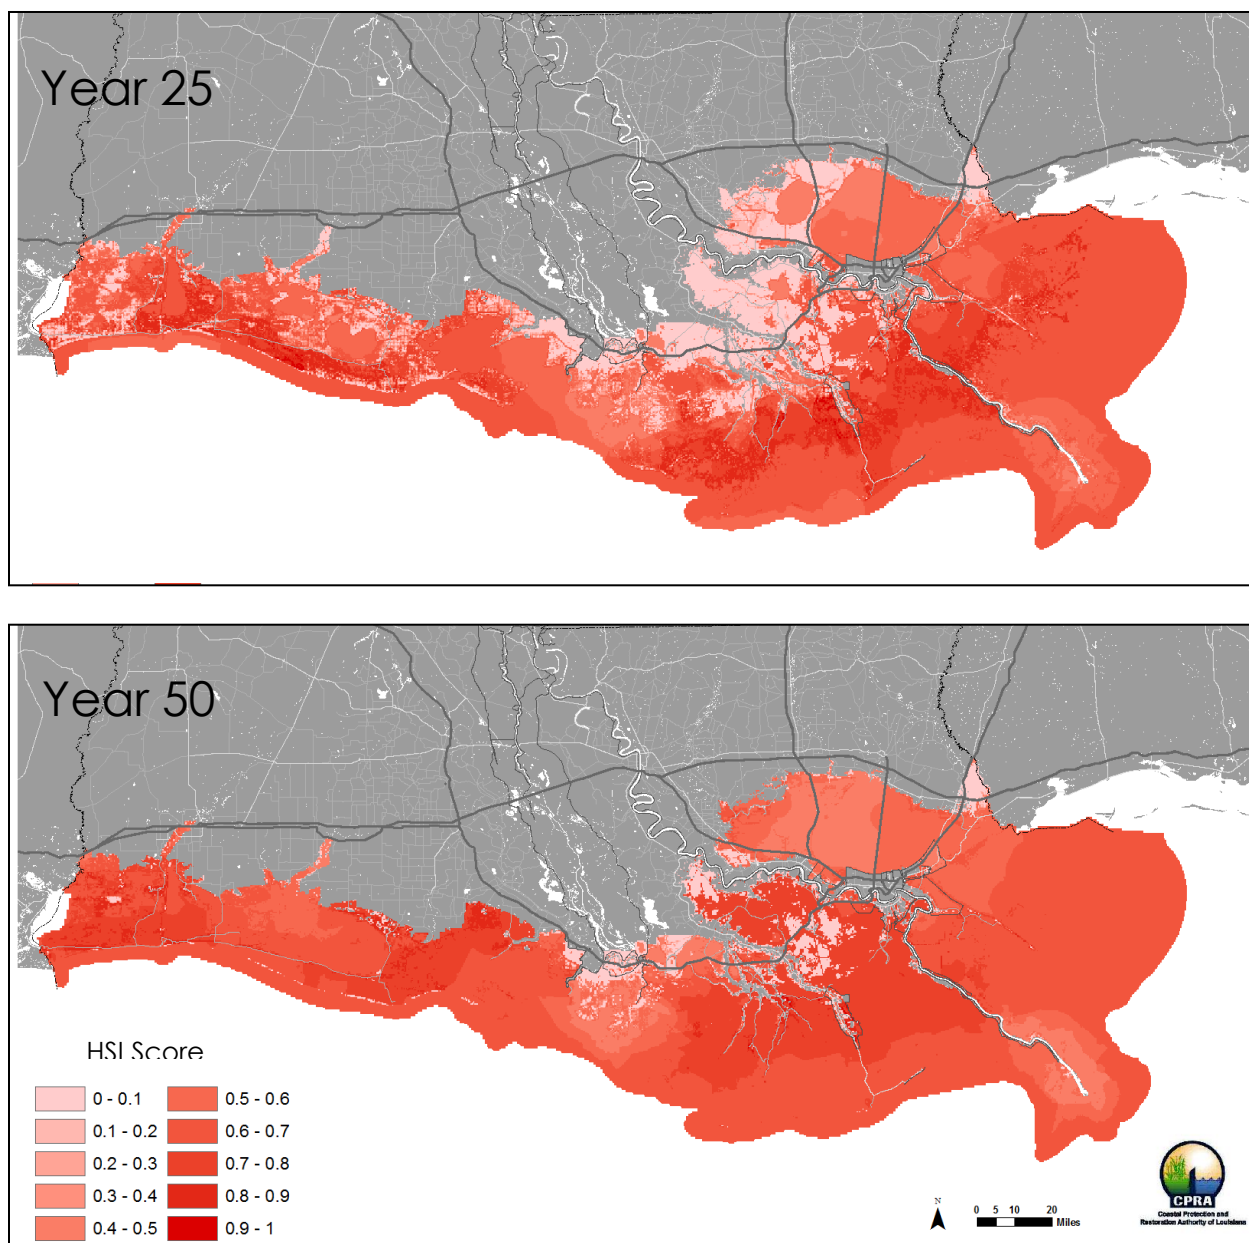 Year 25
Year 50
HSI Score
0 - 0.1
0.5 - 0.6
0.1 - 0.2
0.6 - 0.7
0.2 - 0.3
0.7 - 0.8
0.3 - 0.4
0.8 - 0.9
0.4 - 0.5
0.9 - 1
N
0 5 10 20
Miles
CPRA
Coastal Protection and
Restoration Authority of Louisiana